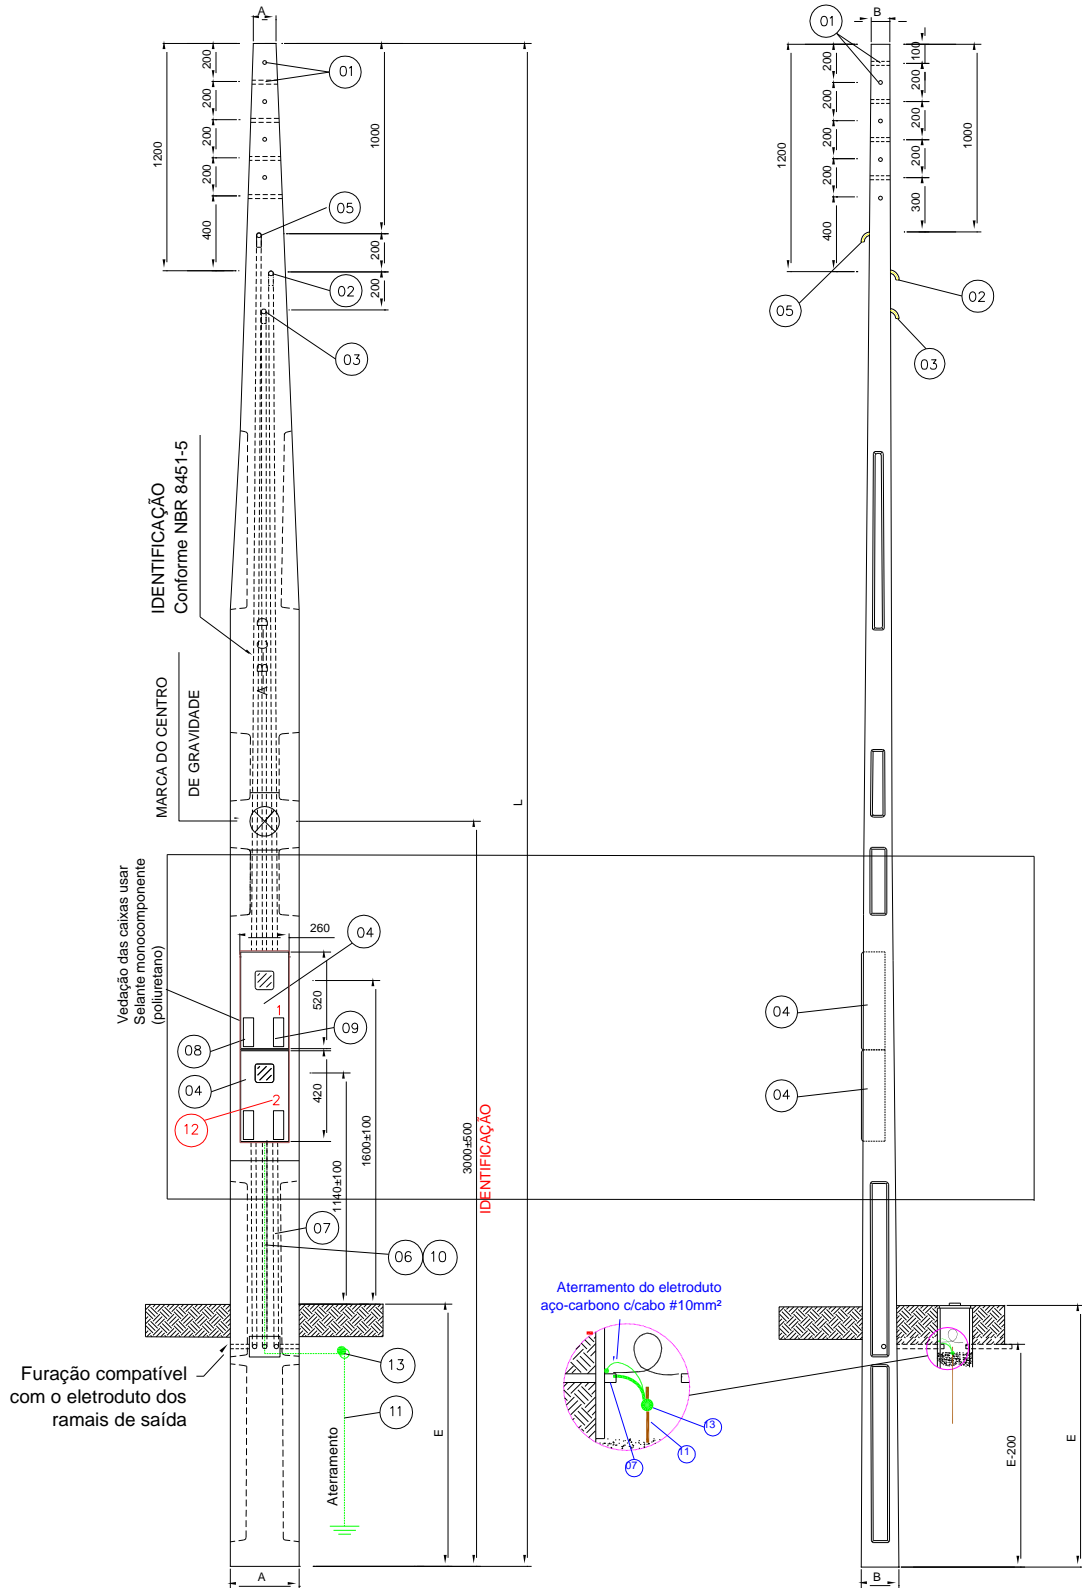 A
B
01
01
200
200
200
200
400
1200
1000
200
200
05
02
03
200
200
200
200
400
1200
100
200
200
200
300
1000
05
02
03
IDENTIFICAÇÃO
Conforme NBR 8451-5
A B C D
MARCA DO CENTRO
DE GRAVIDADE
L
Vedação das caixas usar
Selante monocomponente
(poliuretano)
260
04
520
1
09
08
04
420
2
12
1600±100
1140±100
3000±500
IDENTIFICAÇÃO
04
04
07
06
10
Aterramento do eletroduto
aço-carbono c/cabo #10mm²
13
11
07
Furação compatível
com o eletroduto dos
ramais de saída
13
11
Aterramento
E
E-200
E
A
B